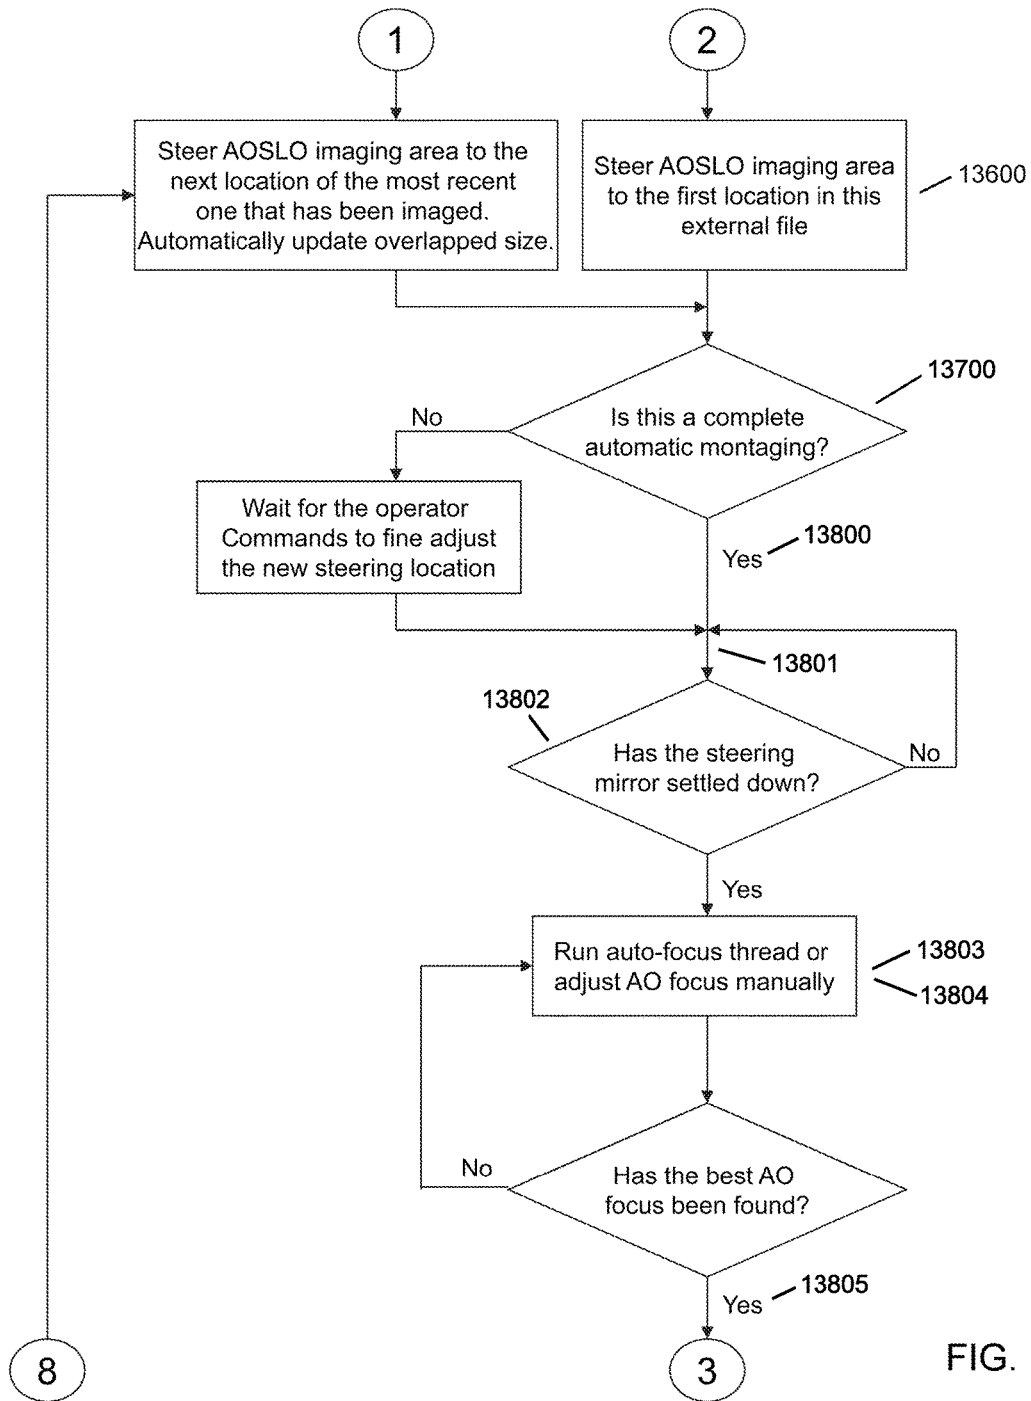 1
2
Steer AOSLO imaging area to the
next location of the most recent
one that has been imaged.
Automatically update overlapped size.
Steer AOSLO imaging area
to the first location in this
external file
13600
13700
No
Is this a complete
automatic montaging?
Wait for the operator
Commands to fine adjust
the new steering location
Yes
13800
13801
13802
Has the steering
mirror settled down?
No
Yes
Run auto-focus thread or
adjust AO focus manually
13803
13804
No
Has the best AO
focus been found?
Yes
13805
8
3
FIG.